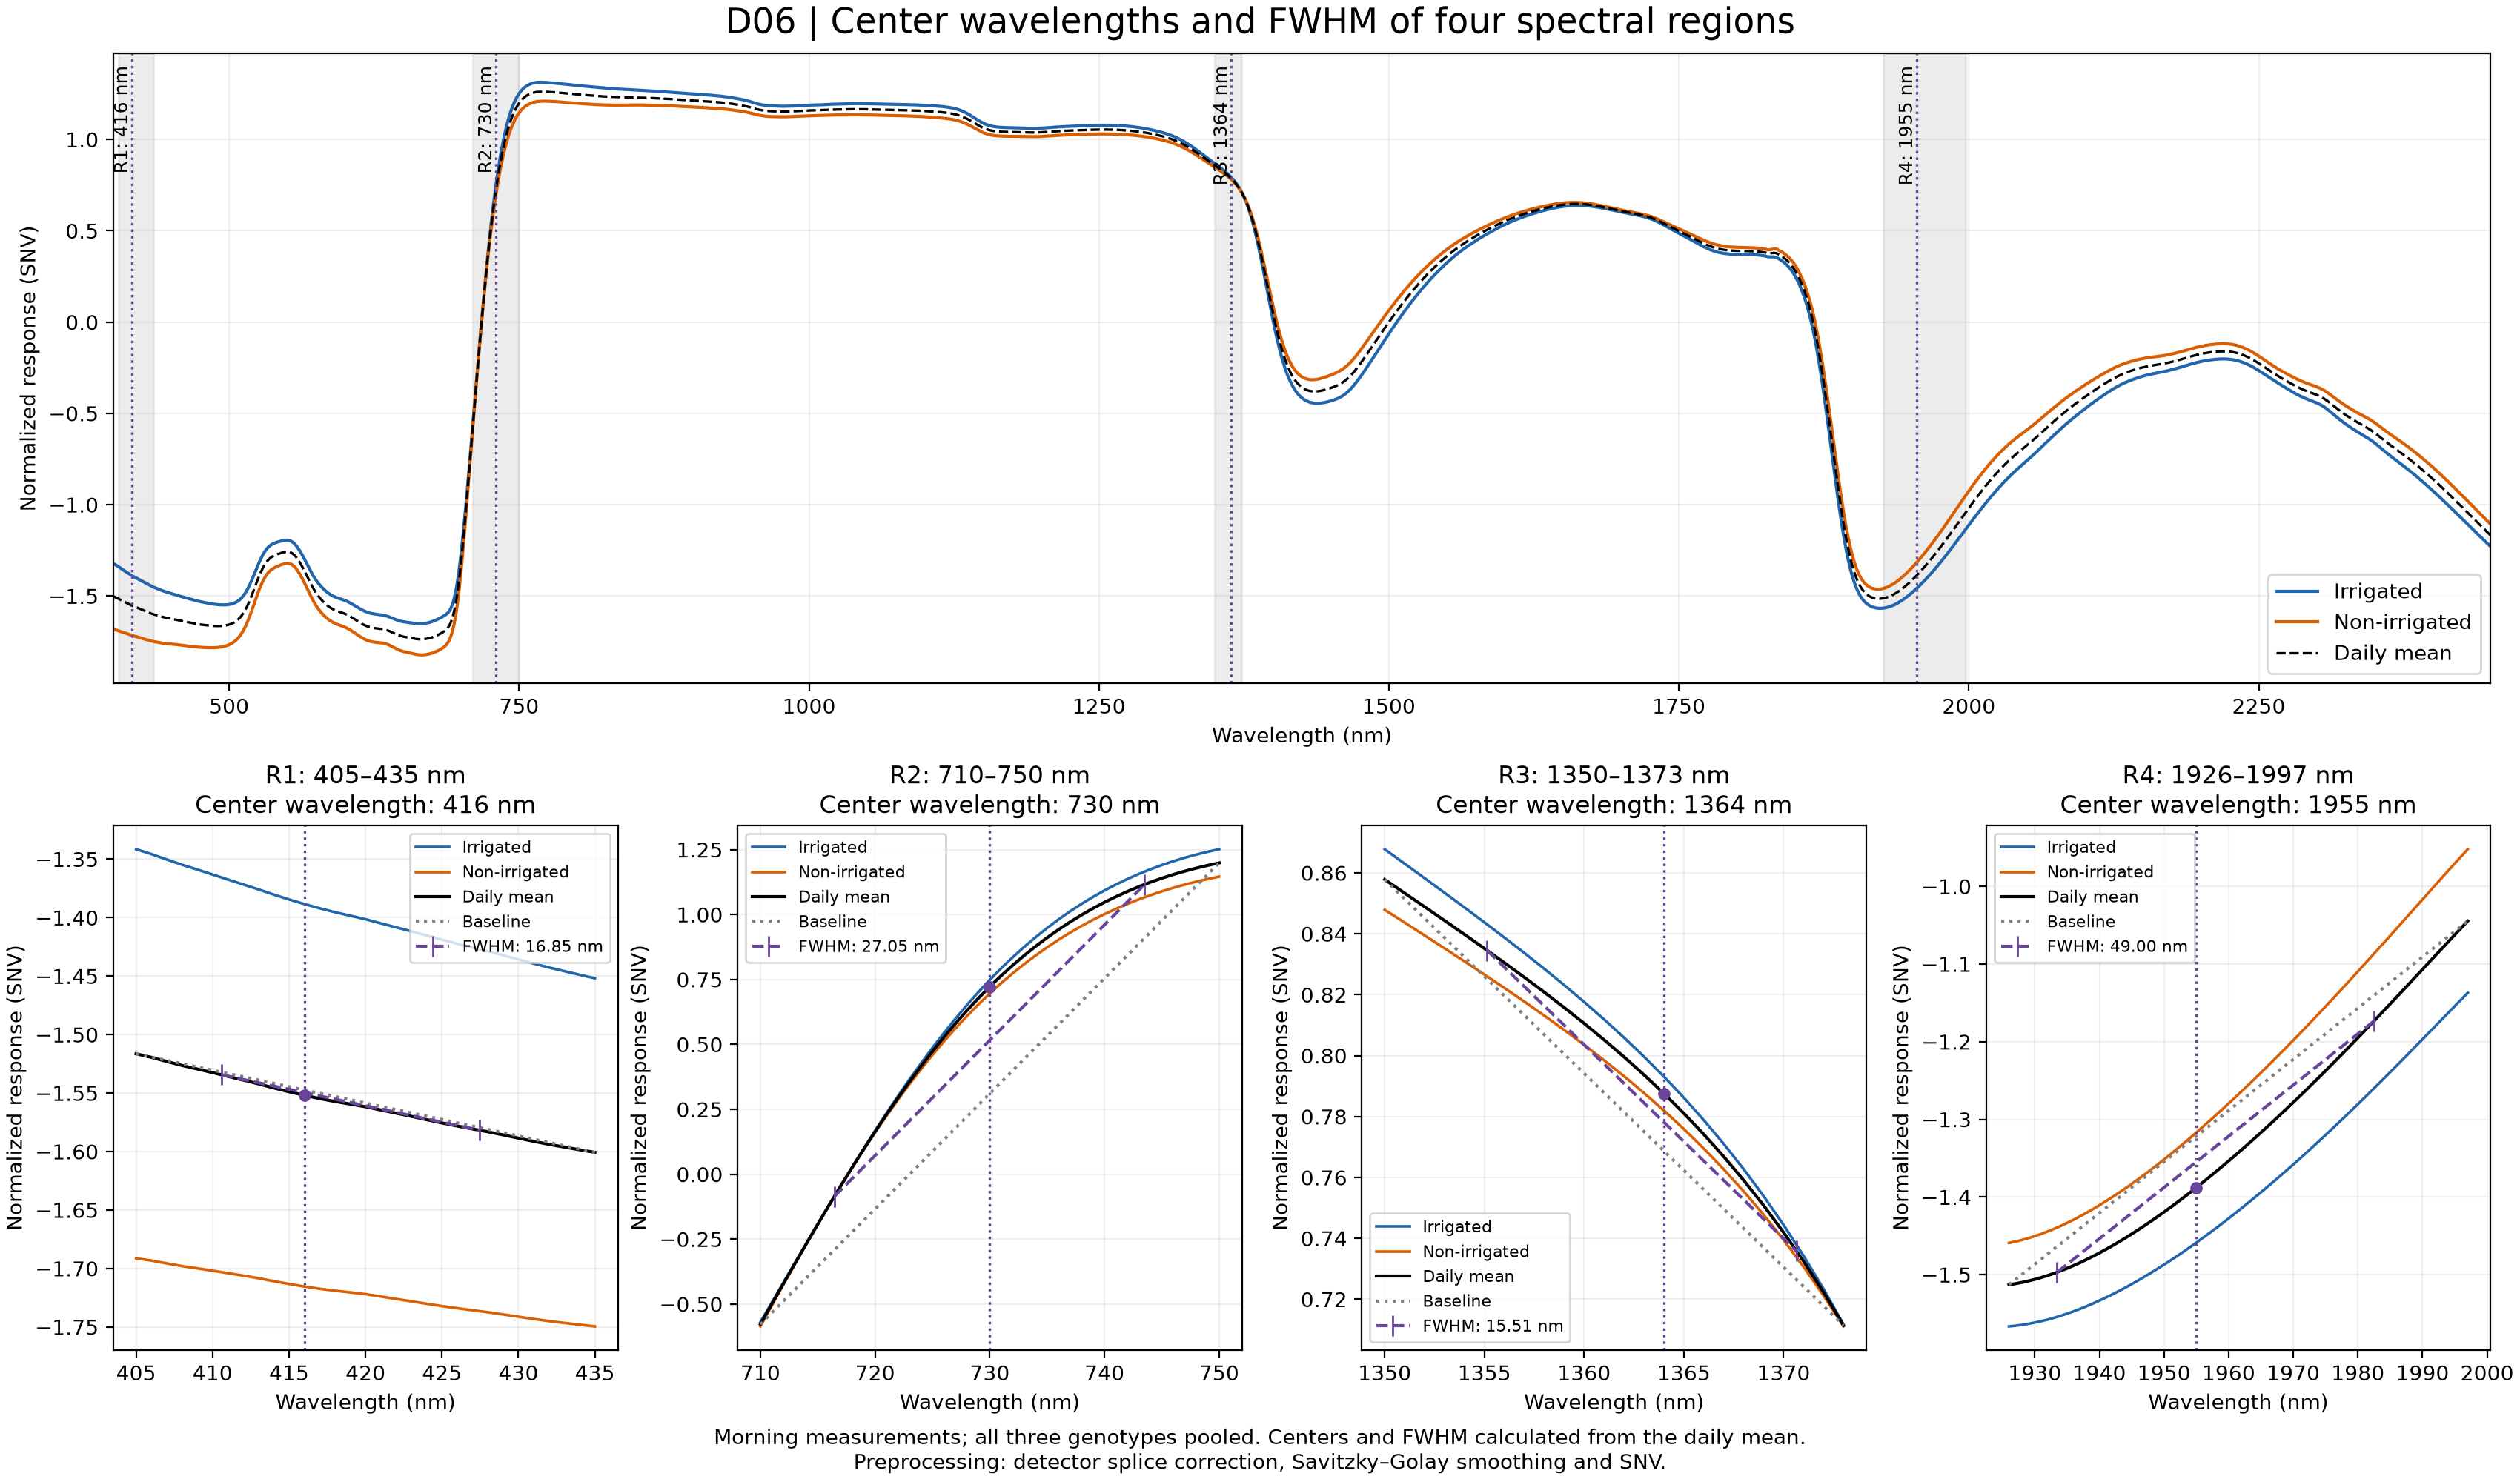 D06 | Center wavelengths and FWHM of four spectral regions
Normalized response (SNV)
1.0
0.5
0.0
−0.5
−1.0
−1.5
R1: 416 nm
R2: 730 nm
R3: 1364 nm
R4: 1955 nm
Irrigated
Non-irrigated
Daily mean
500
750
1000
1250
1500
1750
2000
2250
Wavelength (nm)
R1: 405–435 nm
Center wavelength: 416 nm
Normalized response (SNV)
−1.35
−1.40
−1.45
−1.50
−1.55
−1.60
−1.65
−1.70
−1.75
Irrigated
Non-irrigated
Daily mean
Baseline
FWHM: 16.85 nm
405
410
415
420
425
430
435
Wavelength (nm)
R2: 710–750 nm
Center wavelength: 730 nm
Normalized response (SNV)
1.25
1.00
0.75
0.50
0.25
0.00
−0.25
−0.50
Irrigated
Non-irrigated
Daily mean
Baseline
FWHM: 27.05 nm
710
720
730
740
750
Wavelength (nm)
R3: 1350–1373 nm
Center wavelength: 1364 nm
Normalized response (SNV)
0.86
0.84
0.82
0.80
0.78
0.76
0.74
0.72
Irrigated
Non-irrigated
Daily mean
Baseline
FWHM: 15.51 nm
1350
1355
1360
1365
1370
Wavelength (nm)
R4: 1926–1997 nm
Center wavelength: 1955 nm
Normalized response (SNV)
−1.0
−1.1
−1.2
−1.3
−1.4
−1.5
Irrigated
Non-irrigated
Daily mean
Baseline
FWHM: 49.00 nm
1930
1940
1950
1960
1970
1980
1990
2000
Wavelength (nm)
Morning measurements; all three genotypes pooled. Centers and FWHM calculated from the daily mean.
Preprocessing: detector splice correction, Savitzky–Golay smoothing and SNV.